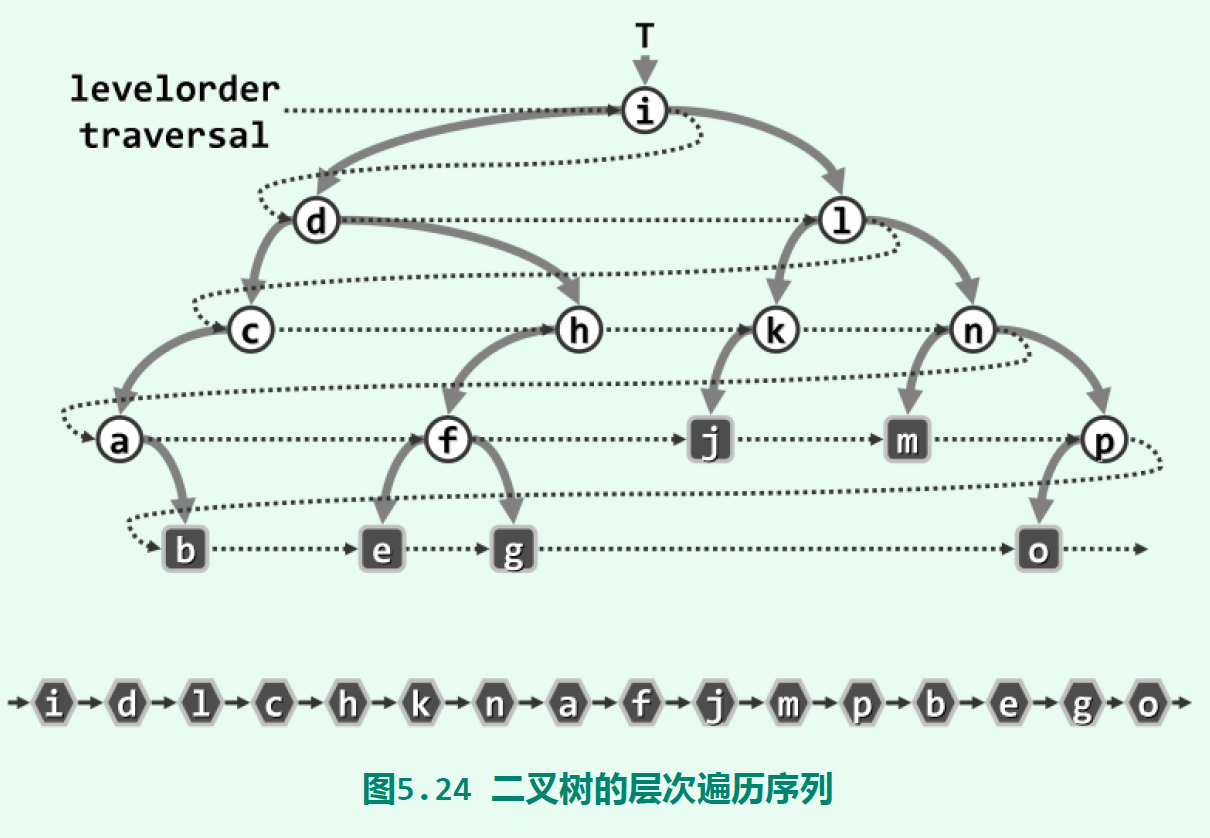 T
levelorder
traversal
i
d l
c h k n
a f j m p
b e g o
i d l c h k n a f j m p b e g o
图5.24 二叉树的层次遍历序列